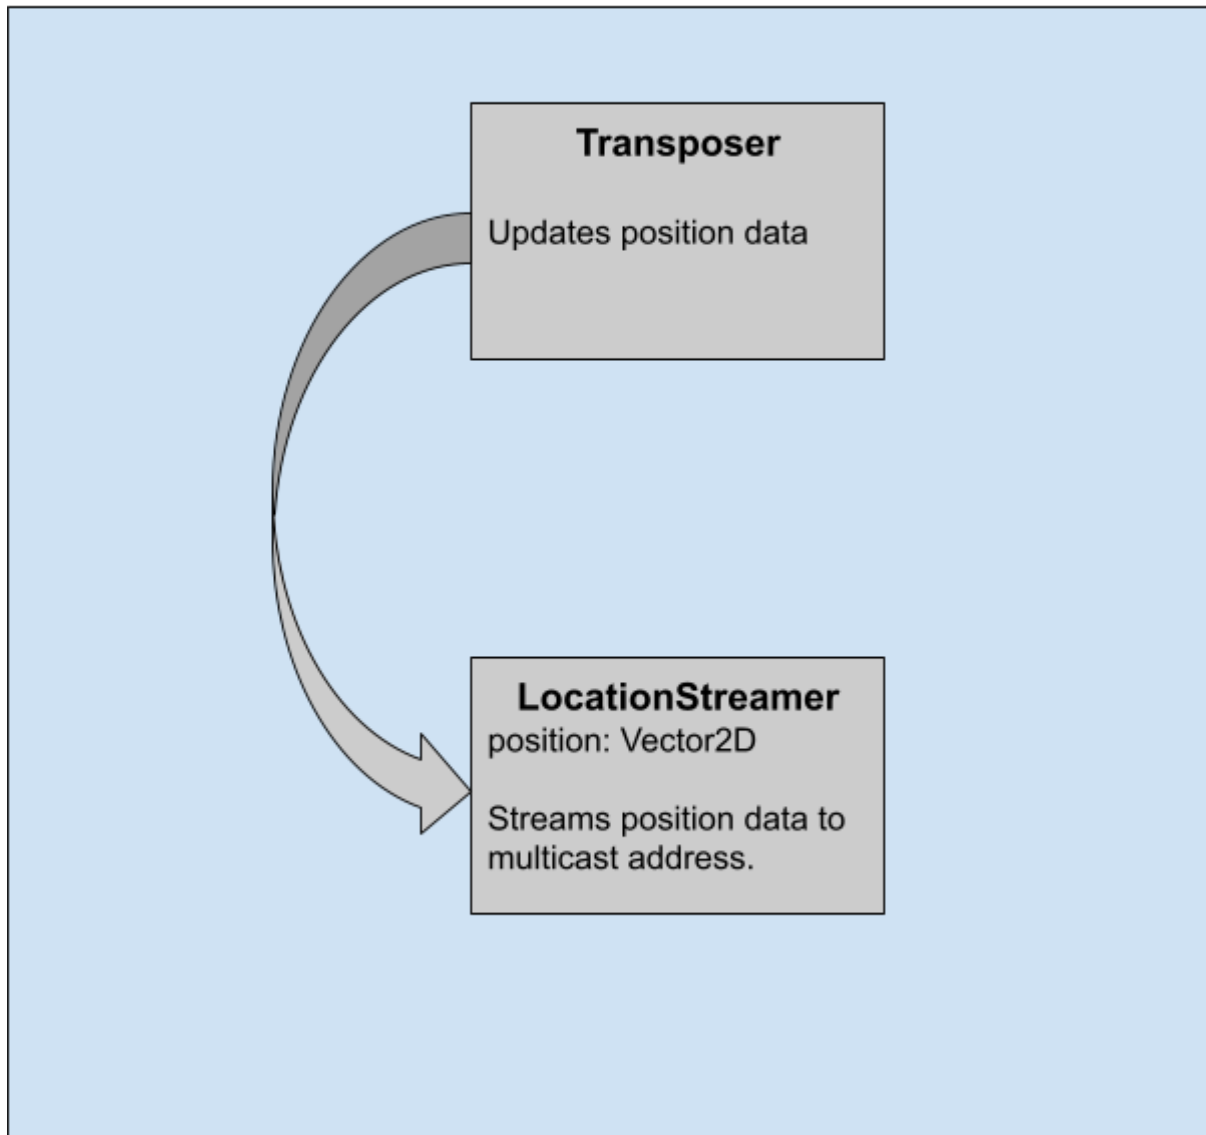 Transposer
Updates position data
LocationStreamer
position: Vector2D
Streams position data to
multicast address.